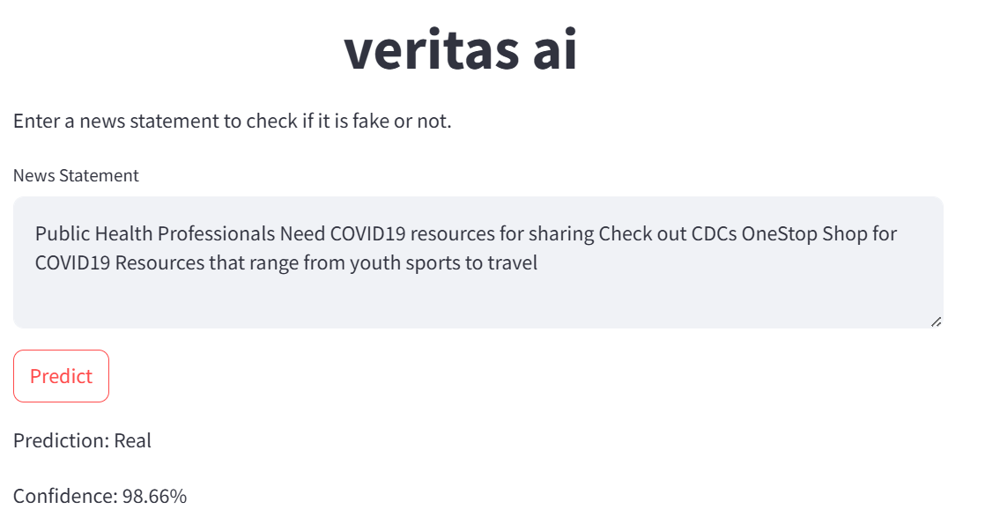 veritas ai
Enter a news statement to check if it is fake or not.
News Statement
Public Health Professionals Need COVID19 resources for sharing Check out CDCs OneStop Shop for
COVID19 Resources that range from youth sports to travel
Predict
Prediction: Real
Confidence: 98.66%